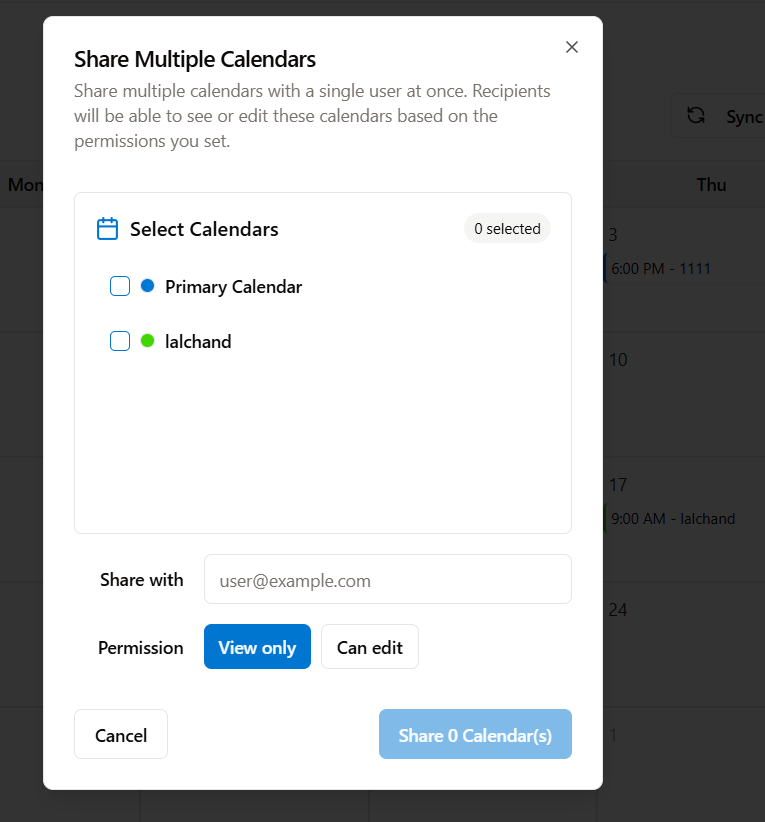 Share Multiple Calendars
Share multiple calendars with a single user at once. Recipients
will be able to see or edit these calendars based on the
permissions you set.
Sync
Mon
Thu
Select Calendars
0 selected
3
6:00 PM - 1111
Primary Calendar
lalchand
10
17
9:00 AM - lalchand
Share with
user@example.com
24
Permission
View only
Can edit
Cancel
Share 0 Calendar(s)
1